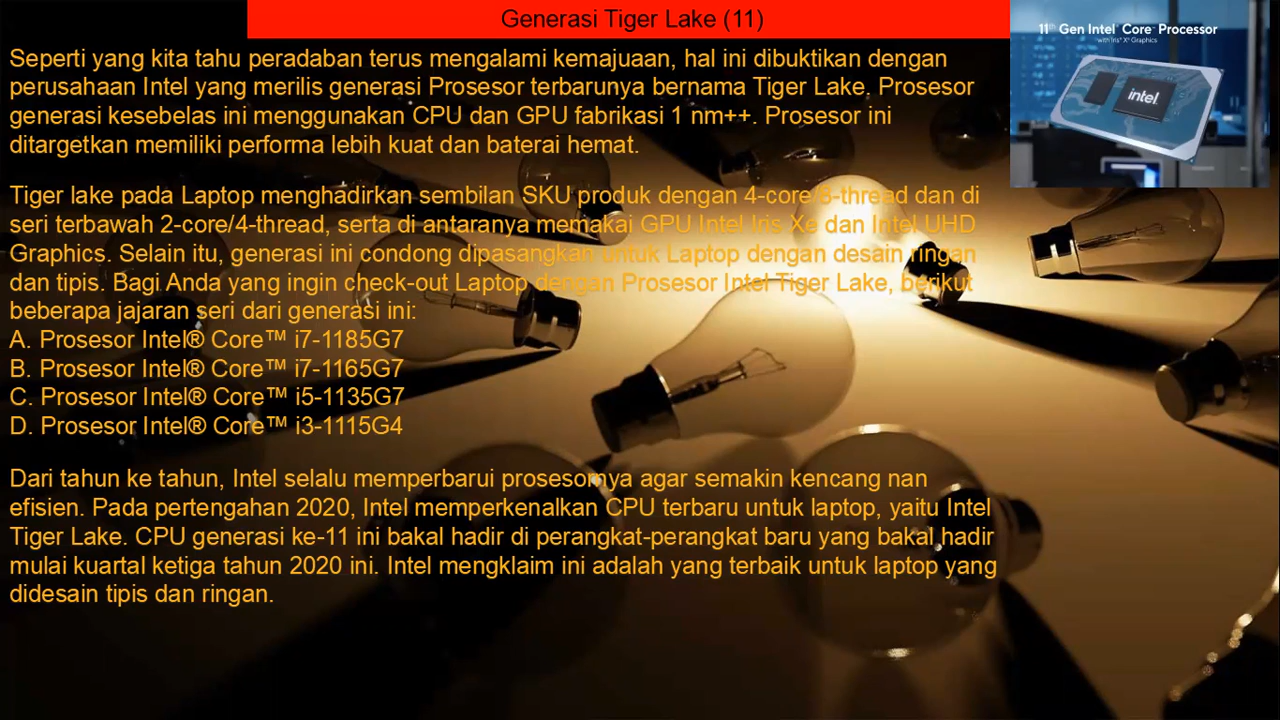 Generasi Tiger Lake (11)
11th Gen Intel® Core™ Processor
with Iris® Xe Graphics
intel.
Seperti yang kita tahu peradaban terus mengalami kemajuaan, hal ini dibuktikan dengan
perusahaan Intel yang merilis generasi Prosesor terbarunya bernama Tiger Lake. Prosesor
generasi kesebelas ini menggunakan CPU dan GPU fabrikasi 1 nm++. Prosesor ini
ditargetkan memiliki performa lebih kuat dan baterai hemat.
Tiger lake pada Laptop menghadirkan sembilan SKU produk dengan 4-core/8-thread dan di
seri terbawah 2-core/4-thread, serta di antaranya memakai GPU Intel Iris Xe dan Intel UHD
Graphics. Selain itu, generasi ini condong dipasangkan untuk Laptop dengan desain ringan
dan tipis. Bagi Anda yang ingin check-out Laptop dengan Prosesor Intel Tiger Lake, berikut
beberapa jajaran seri dari generasi ini:
A. Prosesor Intel® Core™ i7-1185G7
B. Prosesor Intel® Core™ i7-1165G7
C. Prosesor Intel® Core™ i5-1135G7
D. Prosesor Intel® Core™ i3-1115G4
Dari tahun ke tahun, Intel selalu memperbarui prosesornya agar semakin kencang nan
efisien. Pada pertengahan 2020, Intel memperkenalkan CPU terbaru untuk laptop, yaitu Intel
Tiger Lake. CPU generasi ke-11 ini bakal hadir di perangkat-perangkat baru yang bakal hadir
mulai kuartal ketiga tahun 2020 ini. Intel mengklaim ini adalah yang terbaik untuk laptop yang
didesain tipis dan ringan.